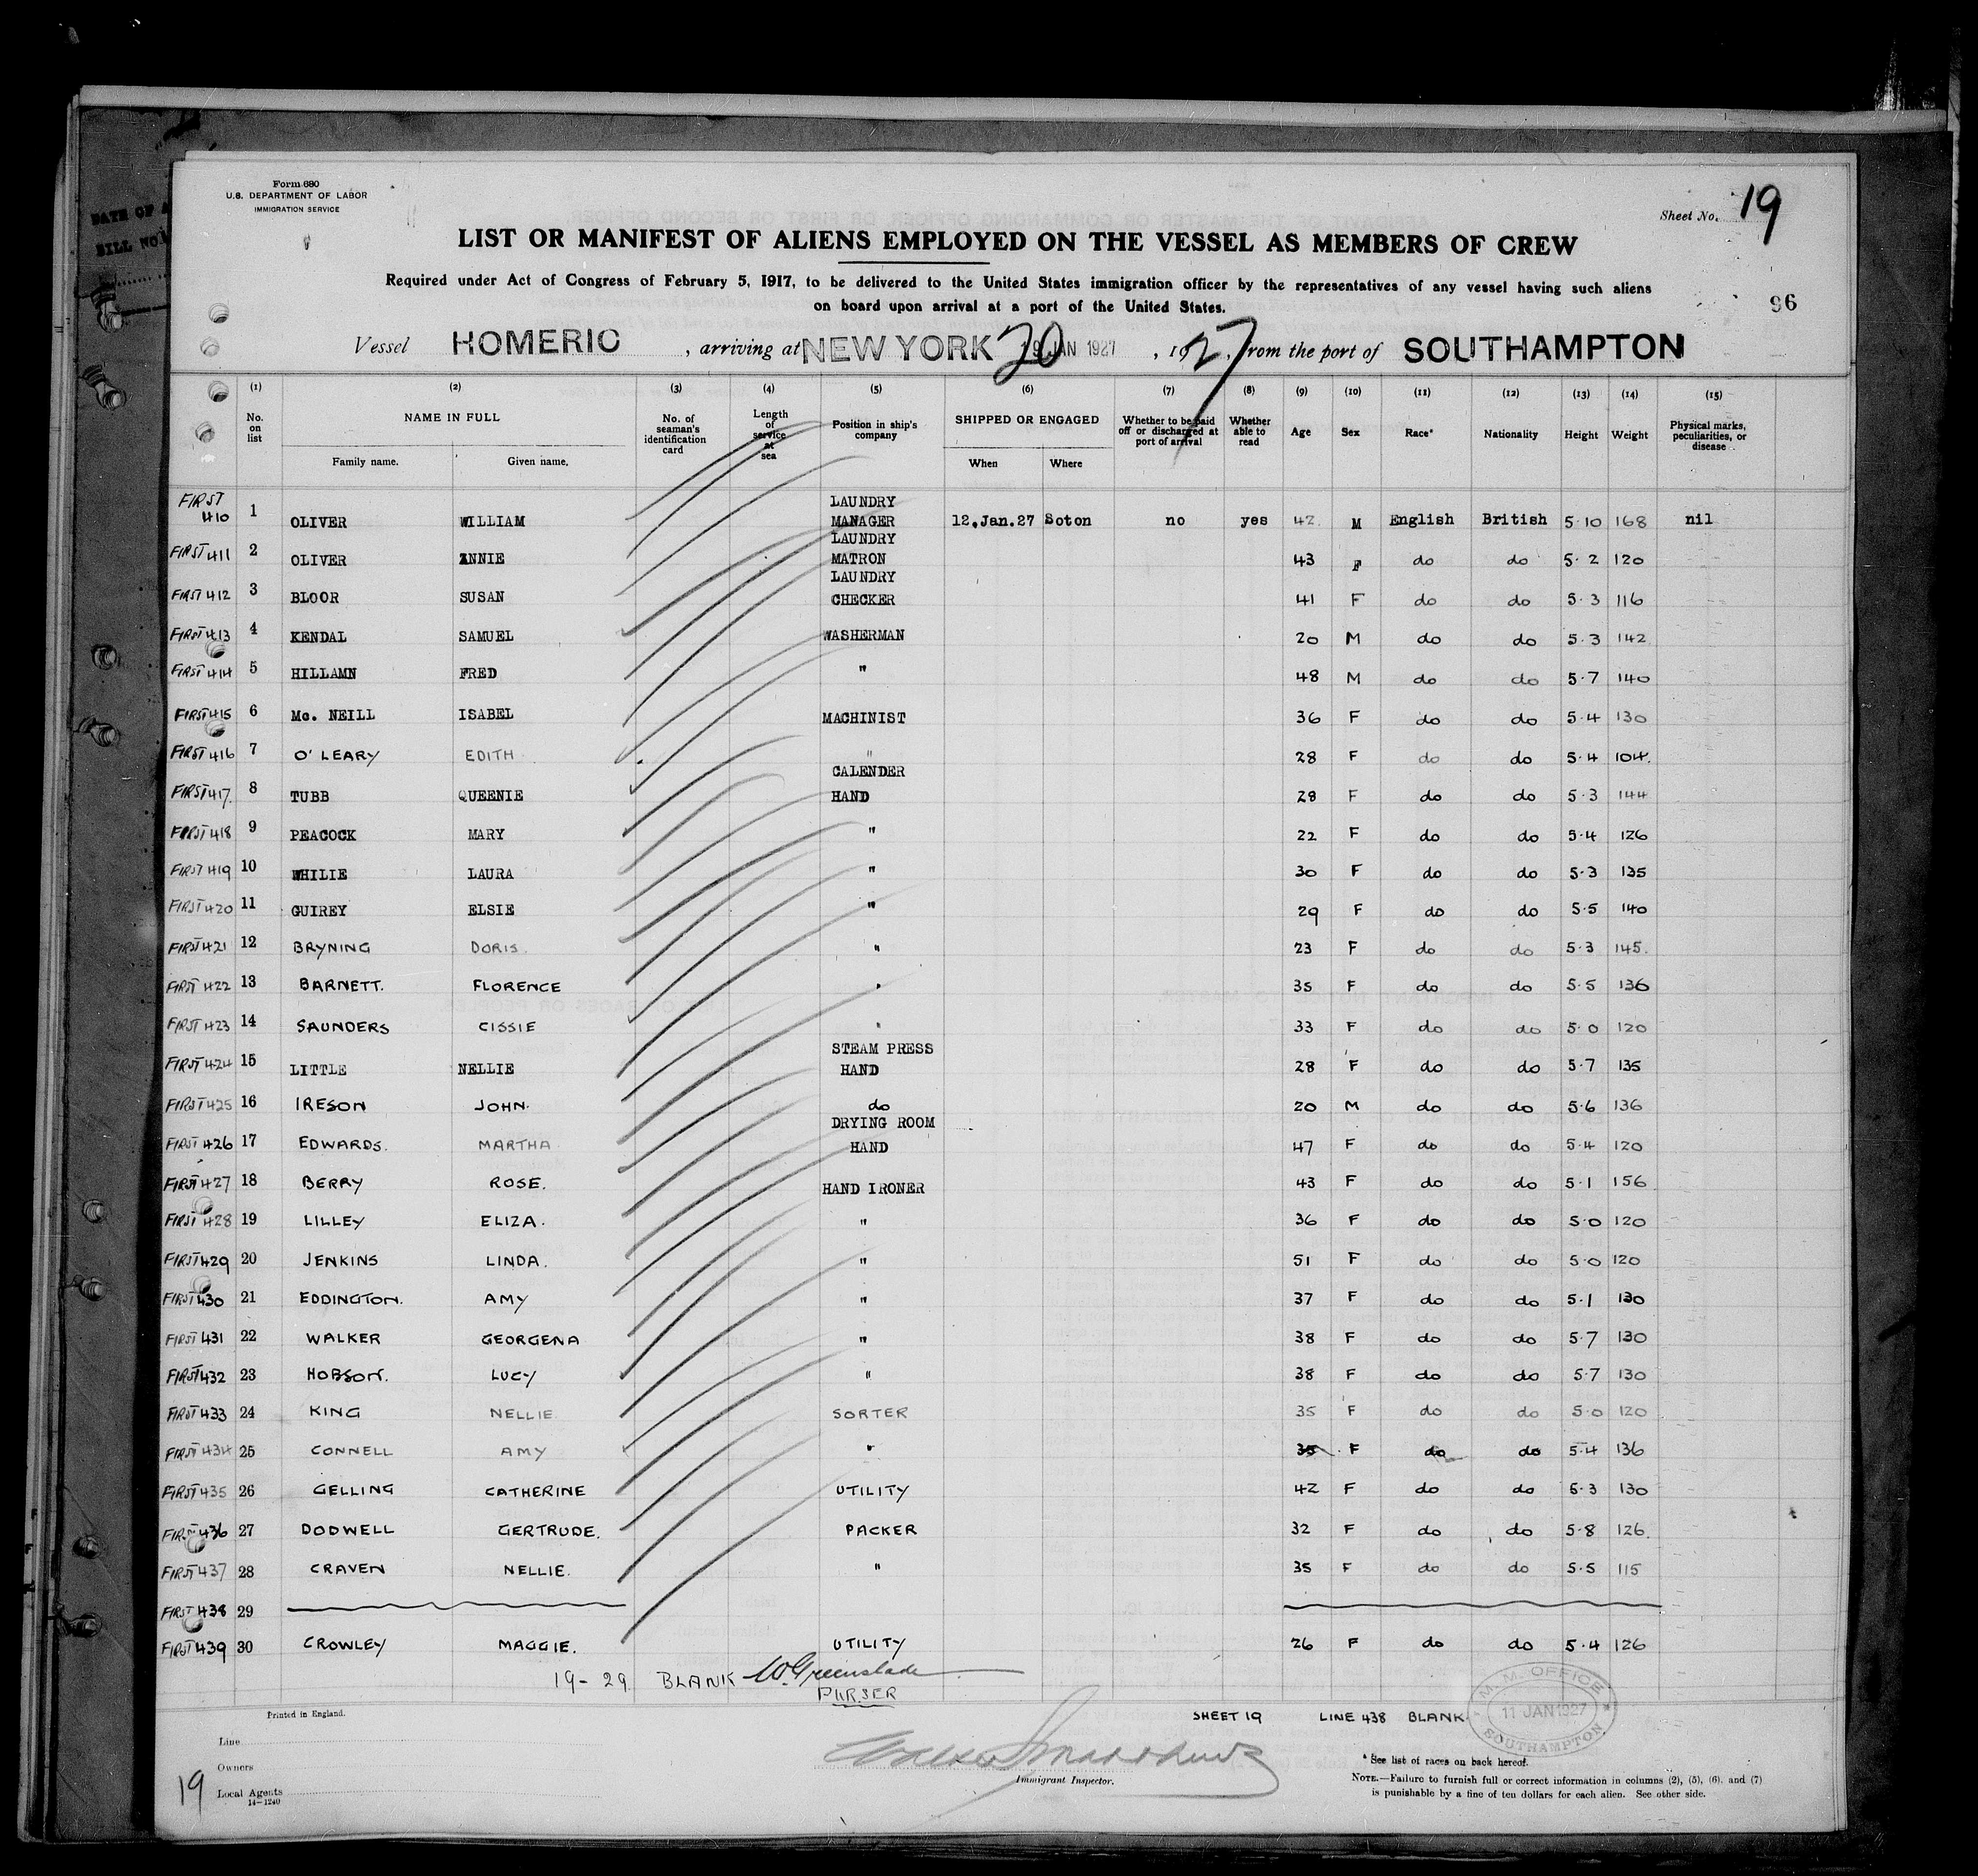 Form 680
U.S. DEPARTMENT OF LABOR
IMMIGRATION SERVICE
Sheet No. 19
LIST OR MANIFEST OF ALIENS EMPLOYED ON THE VESSEL AS MEMBERS OF CREW
Required under Act of Congress of February 5, 1917, to be delivered to the United States immigration officer by the representatives of any vessel having such aliens
on board upon arrival at a port of the United States.
96
DATE OF
BILL NO.
Vessel HOMERIC , arriving at NEW YORK 20 JAN 1927 , 1927, from the port of SOUTHAMPTON
(1) (2) (3) (4) (5) (6) (7) (8) (9) (10) (11) (12) (13) (14) (15)
No. on list NAME IN FULL Family name. Given name. No. of seaman's identification card Length of service at sea Position in ship's company SHIPPED OR ENGAGED When Where Whether to be paid off or discharged at port of arrival Whether able to read Age Sex Race* Nationality Height Weight Physical marks, peculiarities, or disease
FIRST 410 1 OLIVER WILLIAM LAUNDRY MANAGER 12.Jan.27 Soton no yes 42 M English British 5·10 168 nil
FIRST 411 2 OLIVER ANNIE LAUNDRY MATRON 43 F do do 5·2 120
FIRST 412 3 BLOOR SUSAN LAUNDRY CHECKER 41 F do do 5·3 116
FIRST 413 4 KENDAL SAMUEL WASHERMAN 20 M do do 5·3 142
FIRST 414 5 HILLAMN FRED " 48 M do do 5·7 140
FIRST 415 6 Mc. NEILL ISABEL MACHINIST 36 F do do 5·4 130
FIRST 416 7 O'LEARY EDITH " 28 F do do 5·4 104.
FIRST 417. 8 TUBB QUEENIE CALENDER HAND 28 F do do 5·3 144
FIRST 418 9 PEACOCK MARY " 22 F do do 5·4 126
FIRST 419 10 WHILIE LAURA " 30 F do do 5·3 135
FIRST 420 11 GUIREY ELSIE " 29 F do do 5·5 140
FIRST 421 12 BRYNING DORIS. " 23 F do do 5·3 145.
FIRST 422 13 BARNETT. FLORENCE " 35 F do do 5·5 136
FIRST 423 14 SAUNDERS CISSIE " 33 F do do 5·0 120
FIRST 424 15 LITTLE NELLIE STEAM PRESS HAND 28 F do do 5·7 135
FIRST 425 16 IRESON JOHN. do 20 M do do 5·6 136
FIRST 426 17 EDWARDS. MARTHA DRYING ROOM HAND 47 F do do 5·4 120
FIRST 427 18 BERRY ROSE. HAND IRONER 43 F do do 5·1 156
FIRST 428 19 LILLEY ELIZA. " 36 F do do 5·0 120
FIRST 429 20 JENKINS LINDA. " 51 F do do 5·0 120
FIRST 430 21 EDDINGTON. AMY " 37 F do do 5·1 130
FIRST 431 22 WALKER GEORGENA " 38 F do do 5·7 130
FIRST 432 23 HOBSON. LUCY " 38 F do do 5·7 130
FIRST 433 24 KING NELLIE " SORTER 35 F do do 5·0 120
FIRST 434 25 CONNELL AMY " 35 F do do 5·4 136
FIRST 435 26 GELLING CATHERINE UTILITY 42 F do do 5·3 130
FIRST 436 27 DODWELL GERTRUDE. PACKER 32 F do do 5·8 126.
FIRST 437 28 CRAVEN NELLIE. " 35 F do do 5·5 115
FIRST 438 29
FIRST 439 30 CROWLEY MAGGIE. UTILITY 26 F do do 5·4 126
19-29 BLANK W. Greenslade
PURSER
SHEET 19 LINE 438 BLANK
M. M. OFFICE
11 JAN 1927
SOUTHAMPTON
Printed in England.
Line
Owners
Local Agents
14-1240
19
Immigrant Inspector.
* See list of races on back hereof.
NOTE.—Failure to furnish full or correct information in columns (2), (5), (6), and (7)
is punishable by a fine of ten dollars for each alien. See other side.